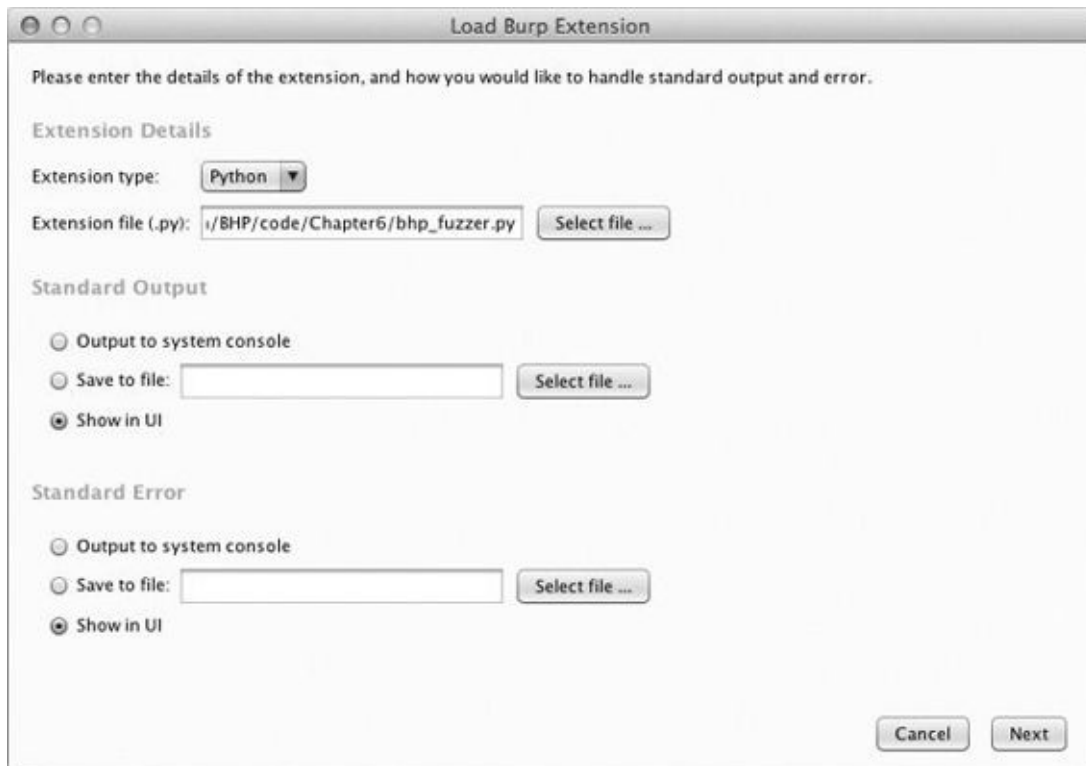 Load Burp Extension
Please enter the details of the extension, and how you would like to handle standard output and error.
Extension Details
Extension type: Python
Extension file (.py): /BHP/code/Chapter6/bhp_fuzzer.py Select file ...
Standard Output
Output to system console
Save to file: Select file ...
Show in UI
Standard Error
Output to system console
Save to file: Select file ...
Show in UI
Cancel Next